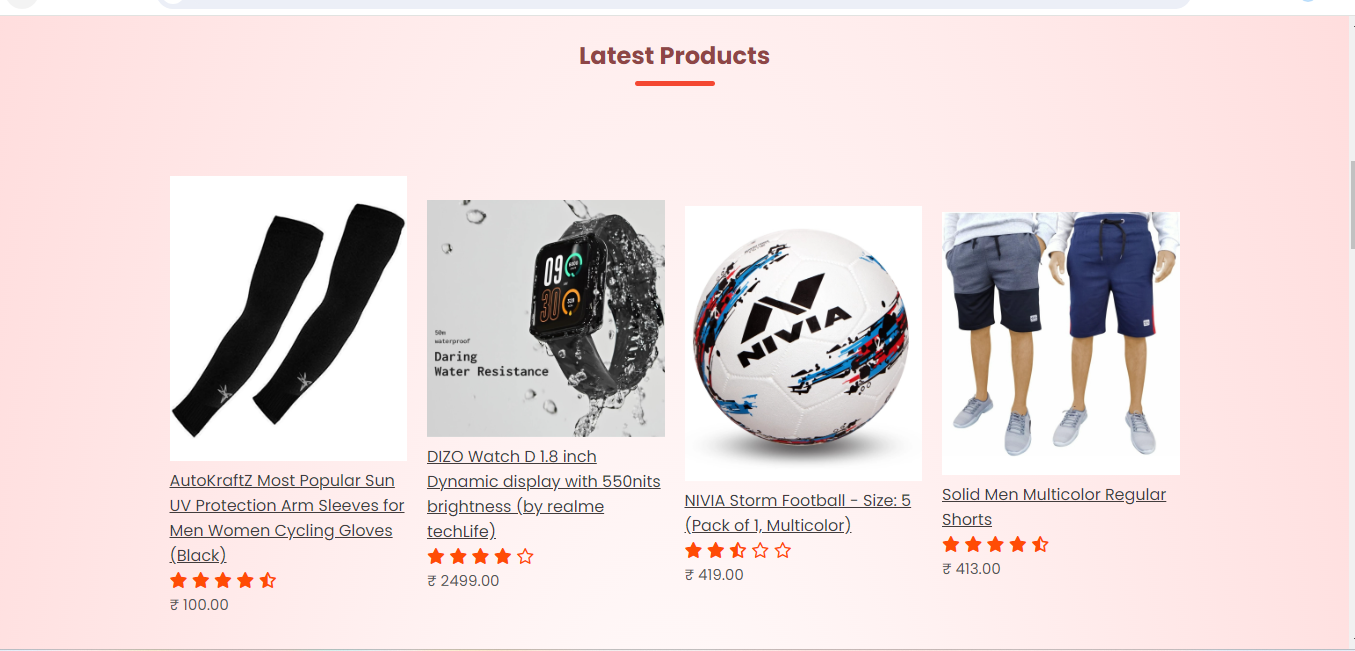 Latest Products
50m
waterproof
Daring
Water Resistance
09
30
NIVIA
AutoKraftZ Most Popular Sun
UV Protection Arm Sleeves for
Men Women Cycling Gloves
(Black)
₹ 100.00
DIZO Watch D 1.8 inch
Dynamic display with 550nits
brightness (by realme
techLife)
₹ 2499.00
NIVIA Storm Football - Size: 5
(Pack of 1, Multicolor)
₹ 419.00
Solid Men Multicolor Regular
Shorts
₹ 413.00